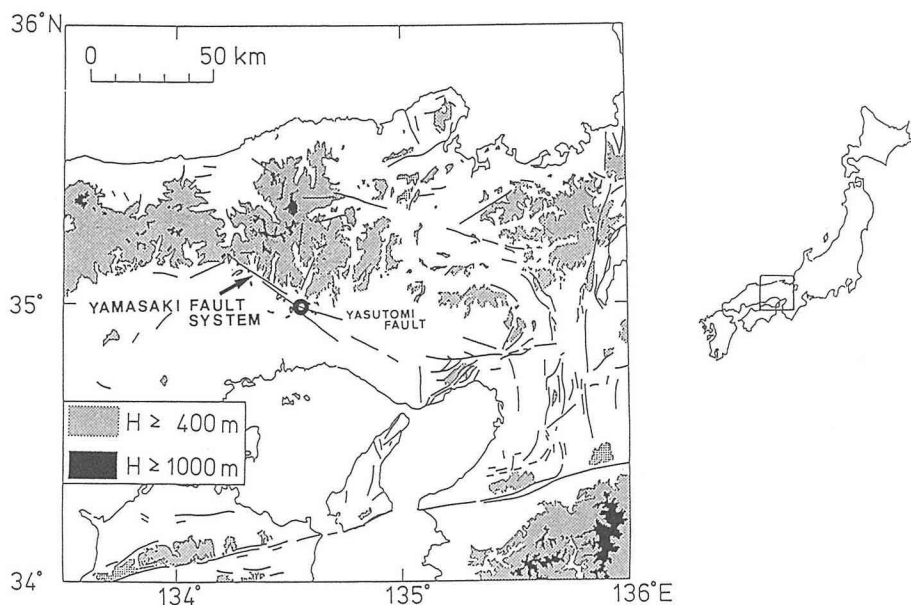 36°N
0 50 km
35°
YAMASAKI FAULT
SYSTEM
YASUTOMI
FAULT
H ≥ 400 m
H ≥ 1000 m
34°
134°
135°
136°E